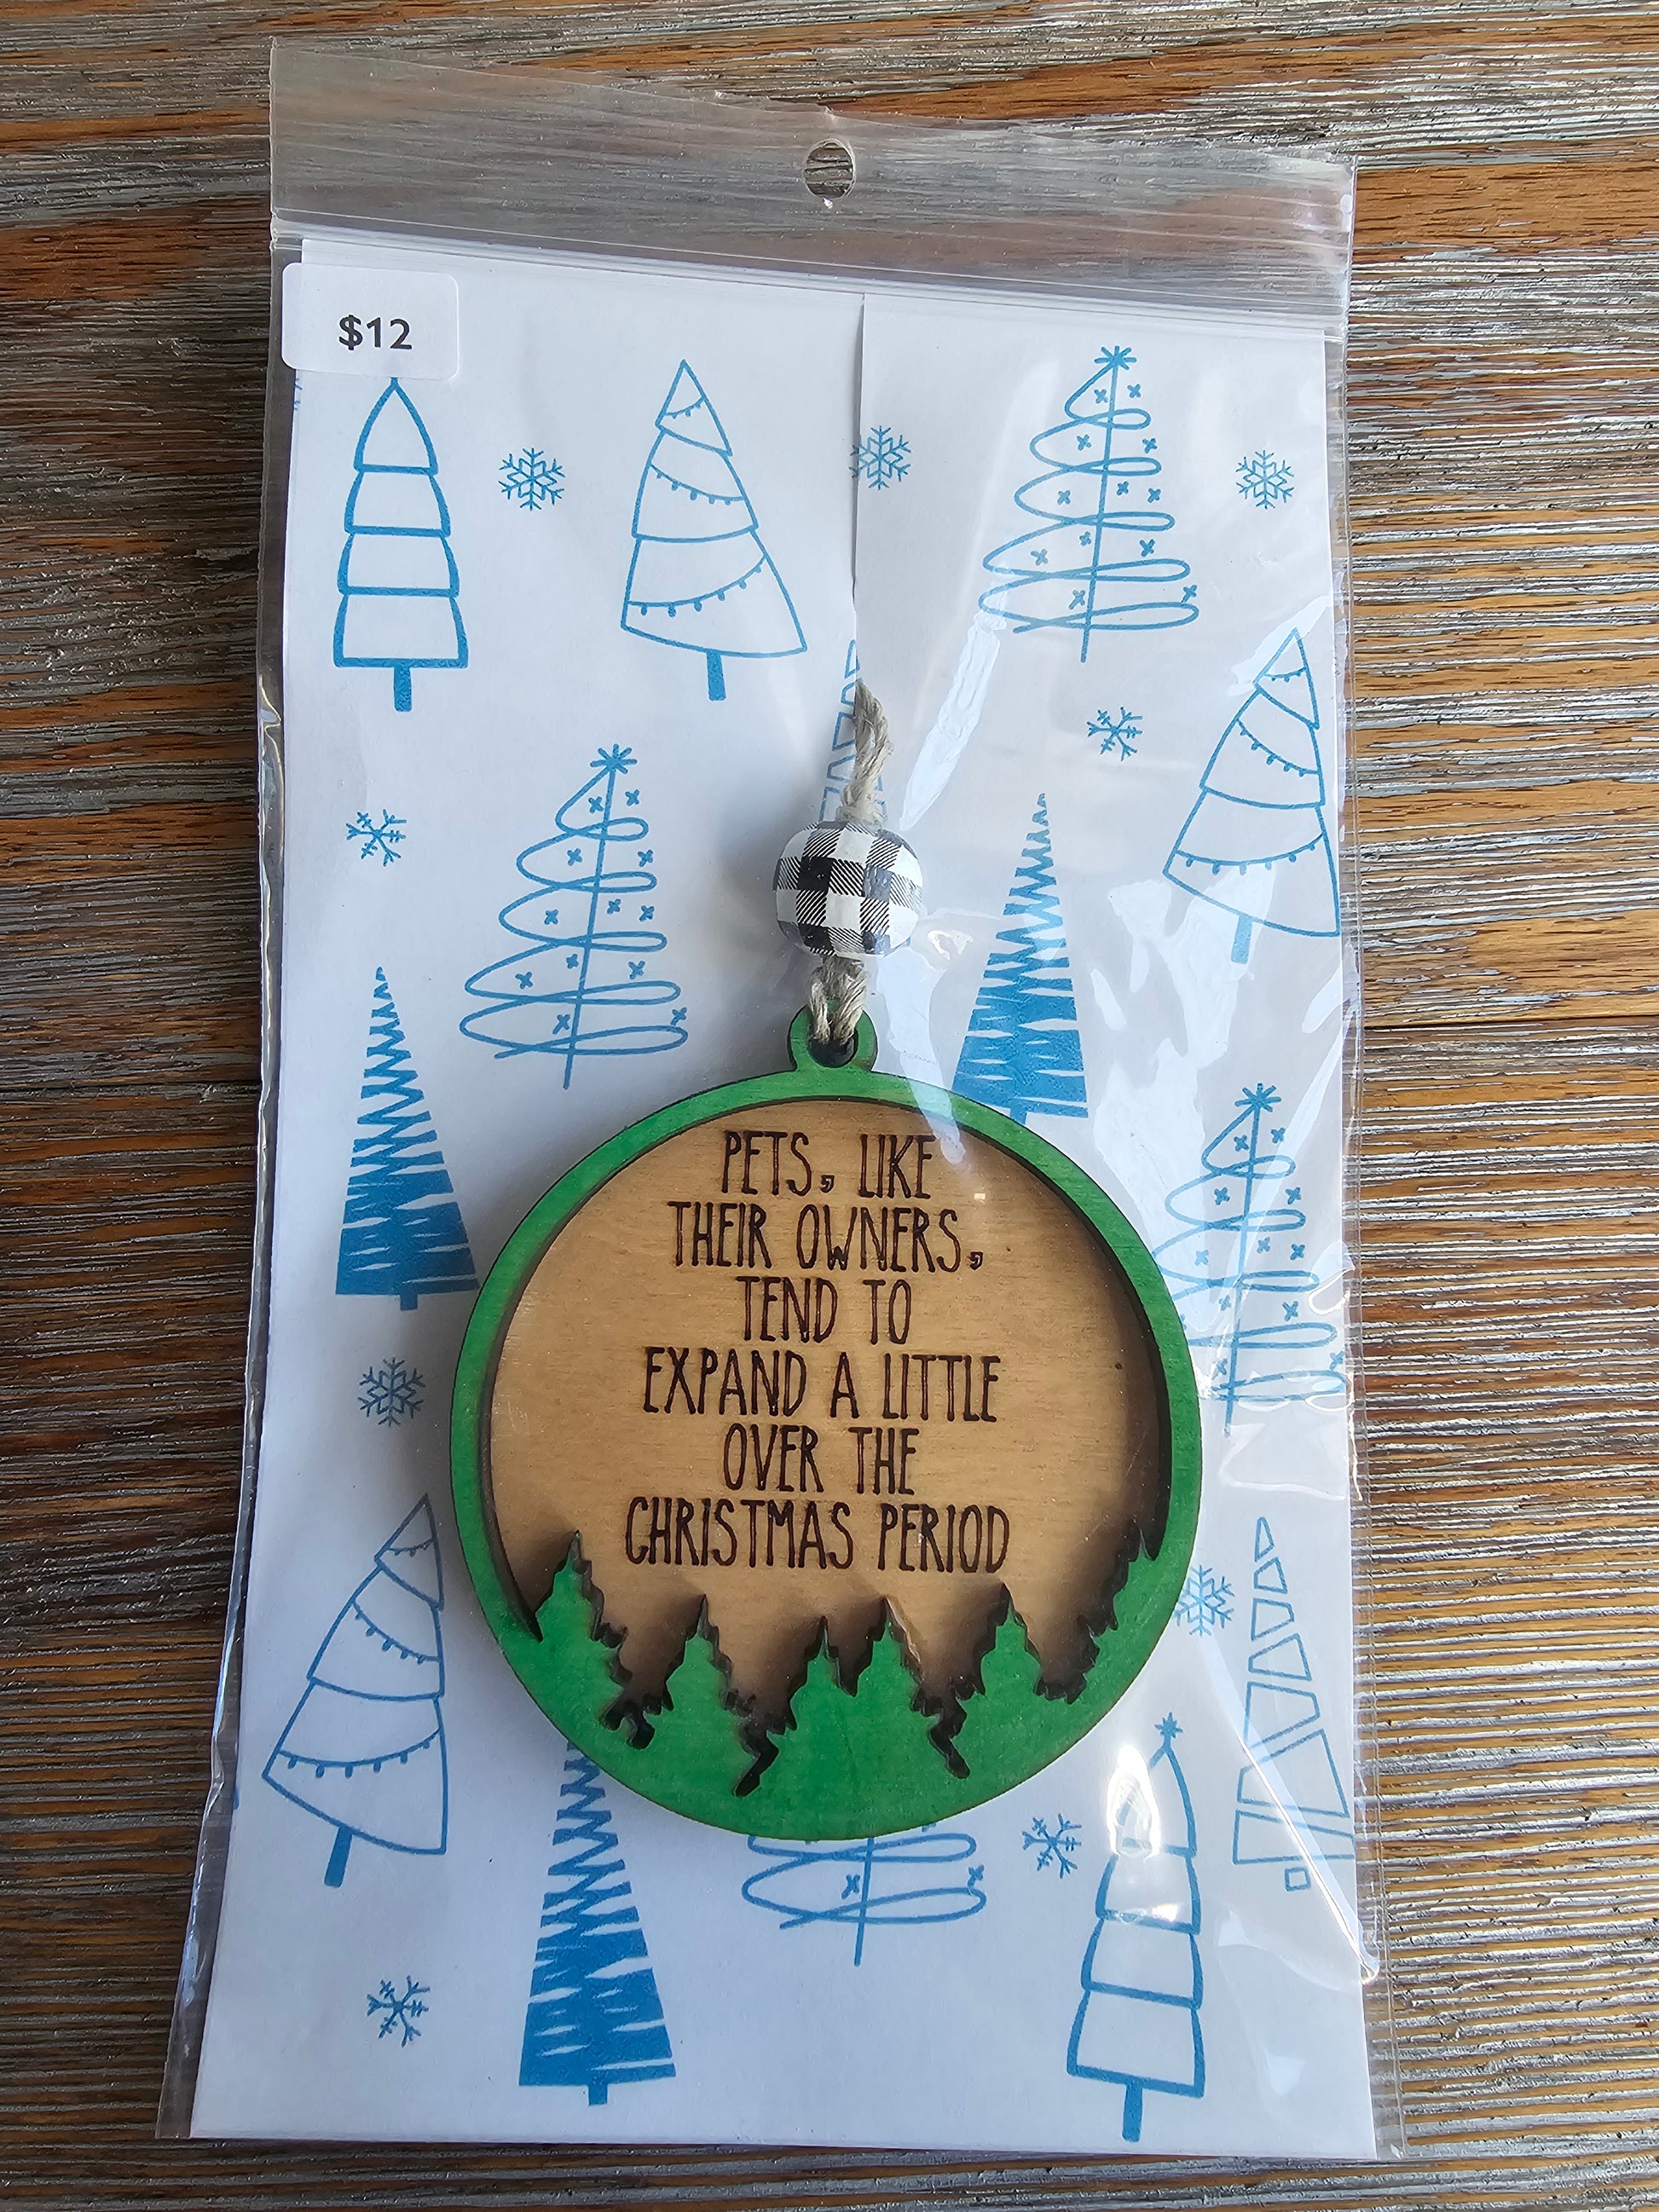 $12
PETS, LIKE
THEIR OWNERS,
TEND TO
EXPAND A LITTLE
OVER THE
CHRISTMAS PERIOD